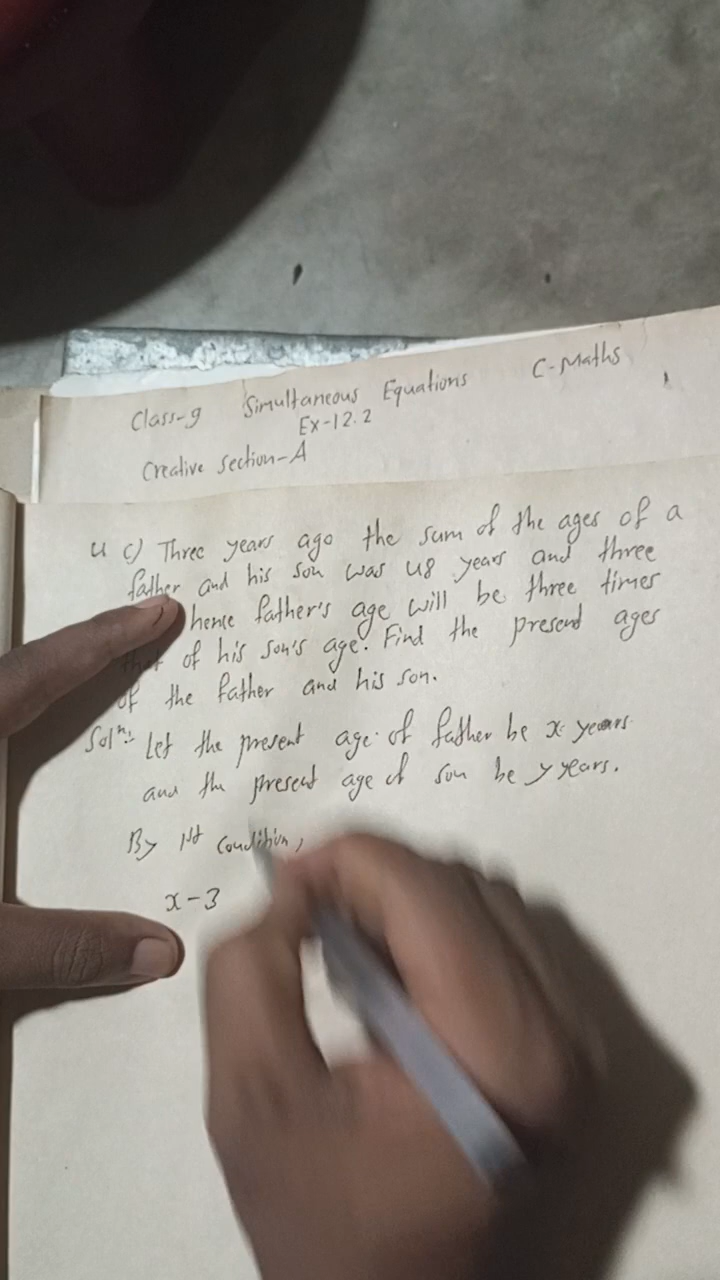 Class-9 Simultaneous Equations C-Maths
Ex-12.2
Creative section-A
4 c) Three years ago the sum of the ages of a
father and his son was 48 years and three
hence father's age will be three times
that of his son's age. Find the present ages
of the father and his son.
Solⁿ: Let the present age of father be x years
and the present age of son be y years.
By 1st condition,
x-3